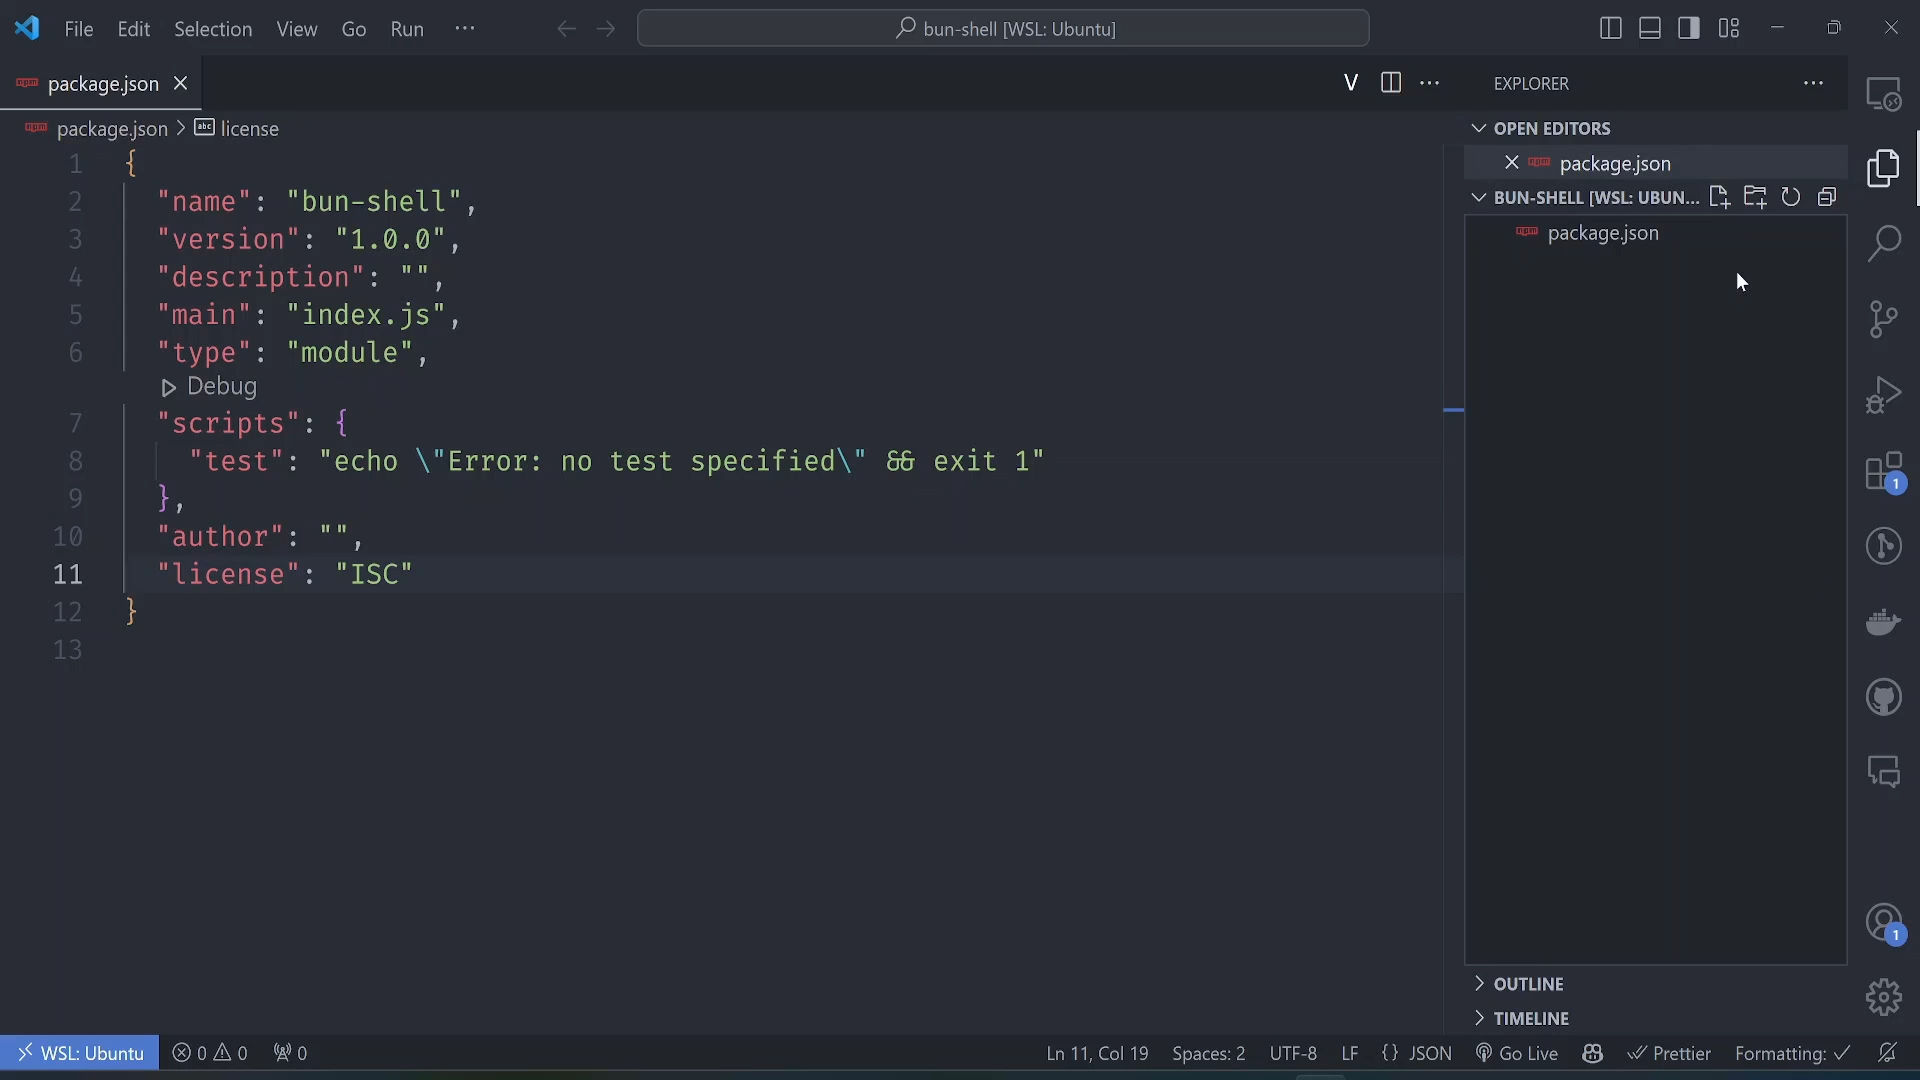 File Edit Selection View Go Run ··· bun-shell [WSL: Ubuntu]
package.json
V
EXPLORER
package.json > license
OPEN EDITORS
package.json
BUN-SHELL [WSL: UBUN...
package.json
1 {
2 "name": "bun-shell",
3 "version": "1.0.0",
4 "description": "",
5 "main": "index.js",
6 "type": "module",
Debug
7 "scripts": {
8 "test": "echo \"Error: no test specified\" && exit 1"
9 },
10 "author": "",
11 "license": "ISC"
12 }
13
1
1
OUTLINE
TIMELINE
WSL: Ubuntu 0 0 0 Ln 11, Col 19 Spaces: 2 UTF-8 LF {} JSON Go Live Prettier Formatting: ✓